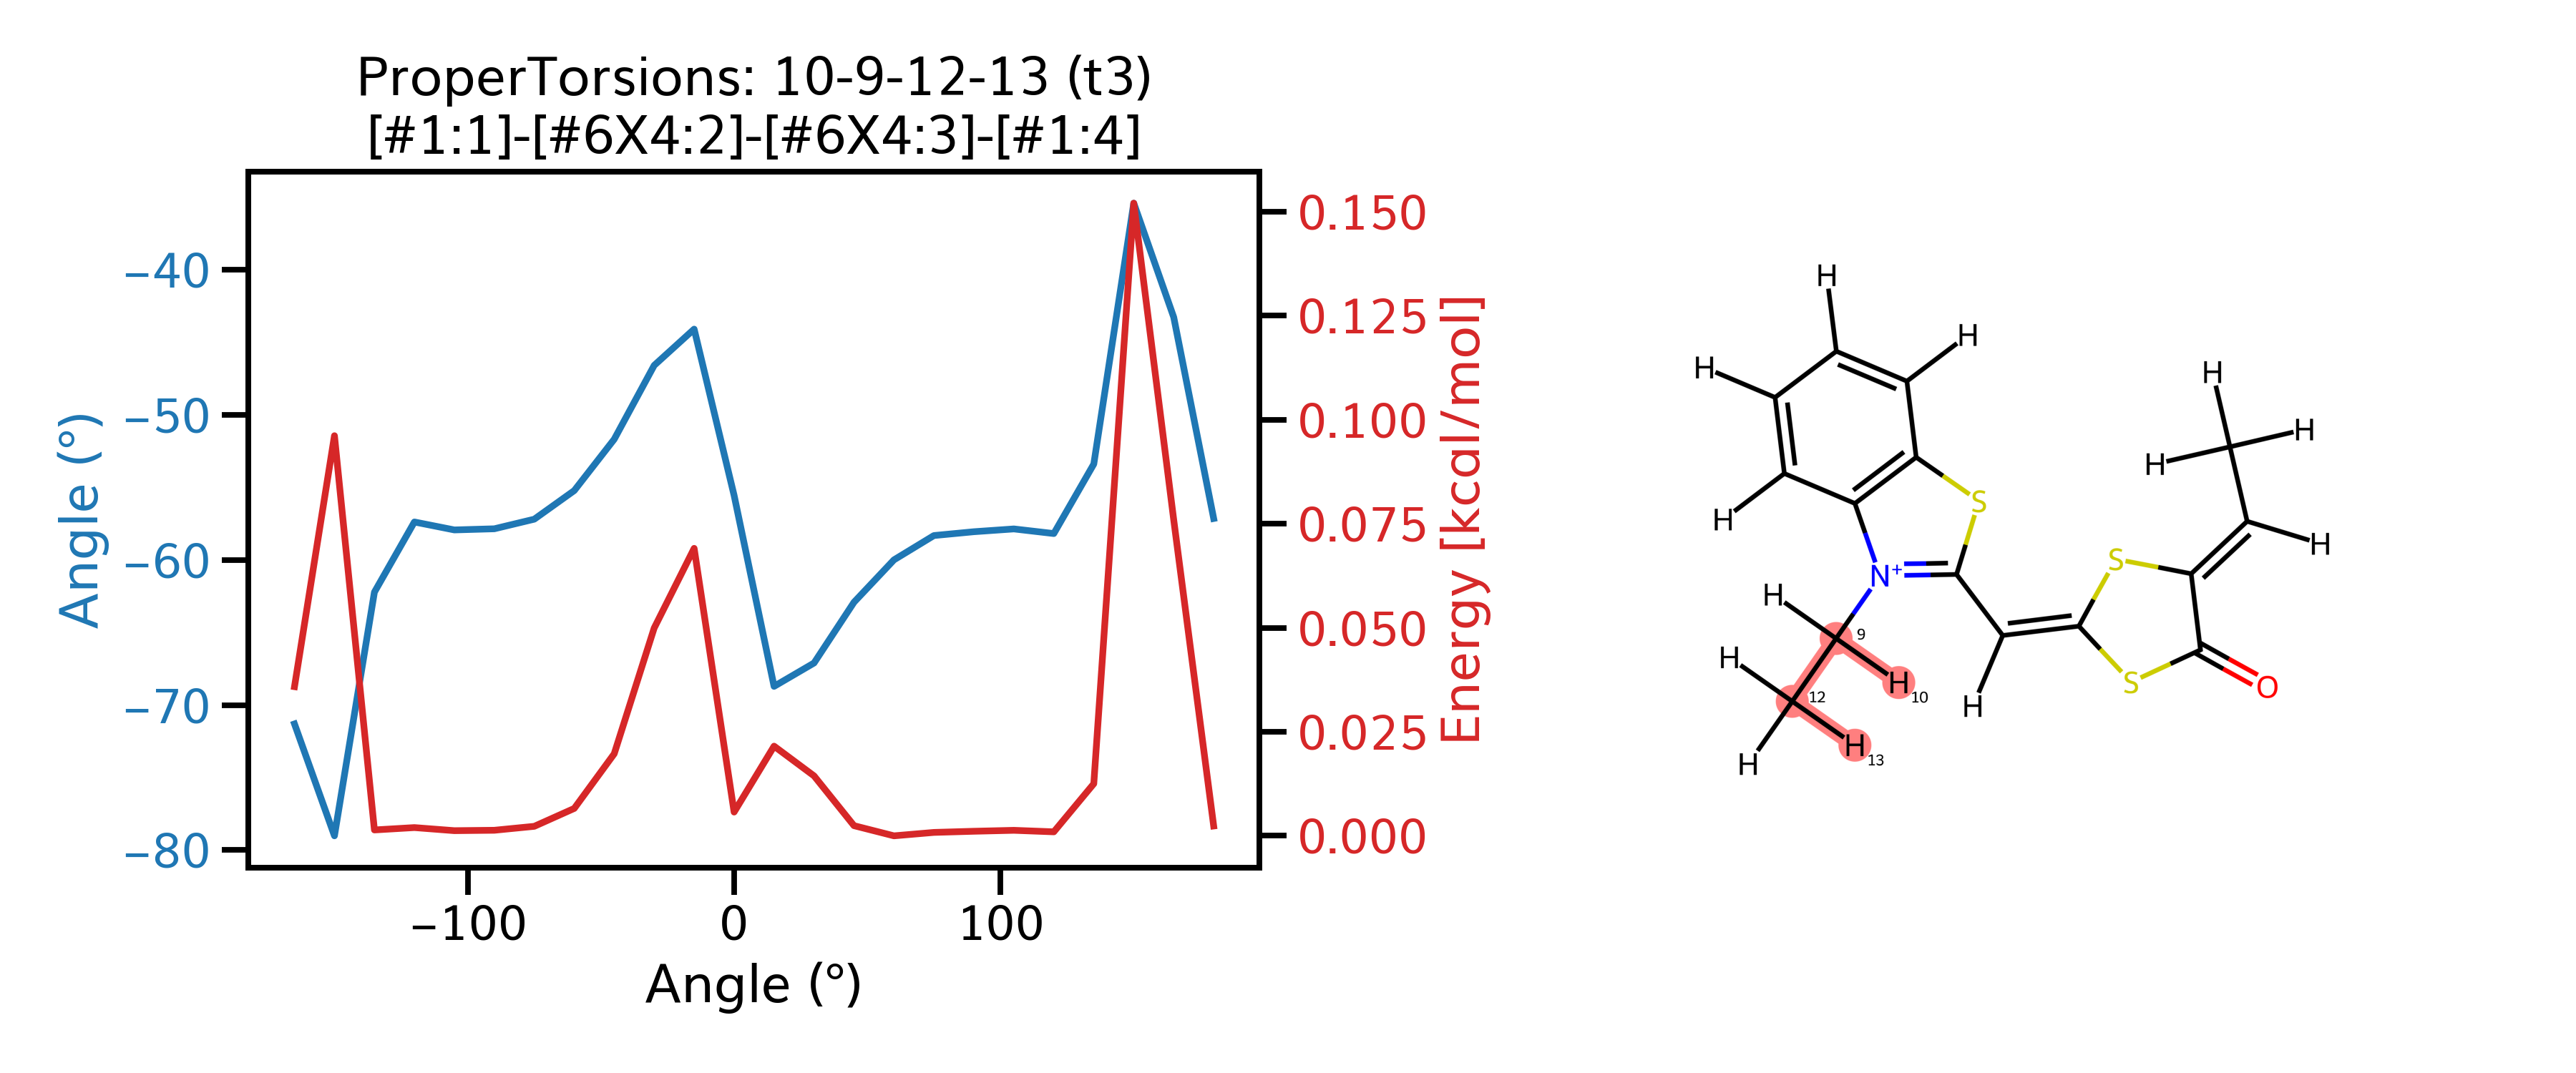 ProperTorsions: 10-9-12-13 (t3)
[#1:1]-[#6X4:2]-[#6X4:3]-[#1:4]
−40
−50
−60
−70
−80
Angle (°)
0.150
0.125
0.100
0.075
0.050
0.025
0.000
Energy [kcal/mol]
−100
0
100
Angle (°)
H
H
H
H
H
H
H
S
H
H
S
N+
H
9
H
S
O
H
12
H
10
H
H
13
H